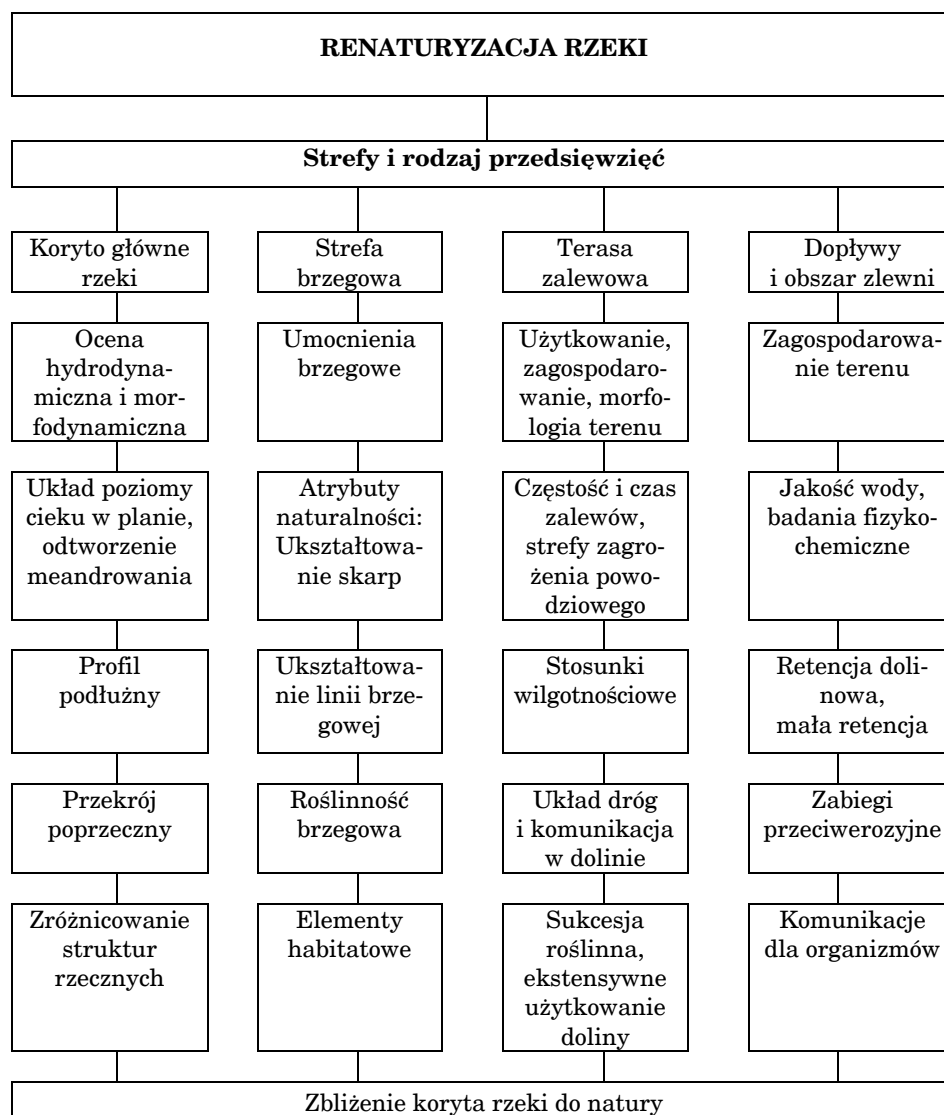 RENATURYZACJA RZEKI
Strefy i rodzaj przedsięwzięć
Koryto główne
rzeki
Strefa
brzegowa
Terasa
zalewowa
Dopływy
i obszar zlewni
Ocena
hydrodyna-
miczna i mor-
fodynamiczna
Umocnienia
brzegowe
Użytkowanie,
zagospodaro-
wanie, morfo-
logia terenu
Zagospodarowa-
nie terenu
Układ poziomy
cieku w planie,
odtworzenie
meandrowania
Atrybuty
naturalności:
Ukształtowa-
nie skarp
Częstość i czas
zalewów,
strefy zagro-
żenia powo-
dziowego
Jakość wody,
badania fizyko-
chemiczne
Profil
podłużny
Ukształtowa-
nie linii brze-
gowej
Stosunki
wilgotnościowe
Retencja doli-
nowa,
mała retencja
Przekrój
poprzeczny
Roślinność
brzegowa
Układ dróg
i komunikacja
w dolinie
Zabiegi
przeciwerozyjne
Zróżnicowanie
struktur
rzecznych
Elementy
habitatowe
Sukcesja
roślinna,
ekstensywne
użytkowanie
doliny
Komunikacje
dla organizmów
Zbliżenie koryta rzeki do natury